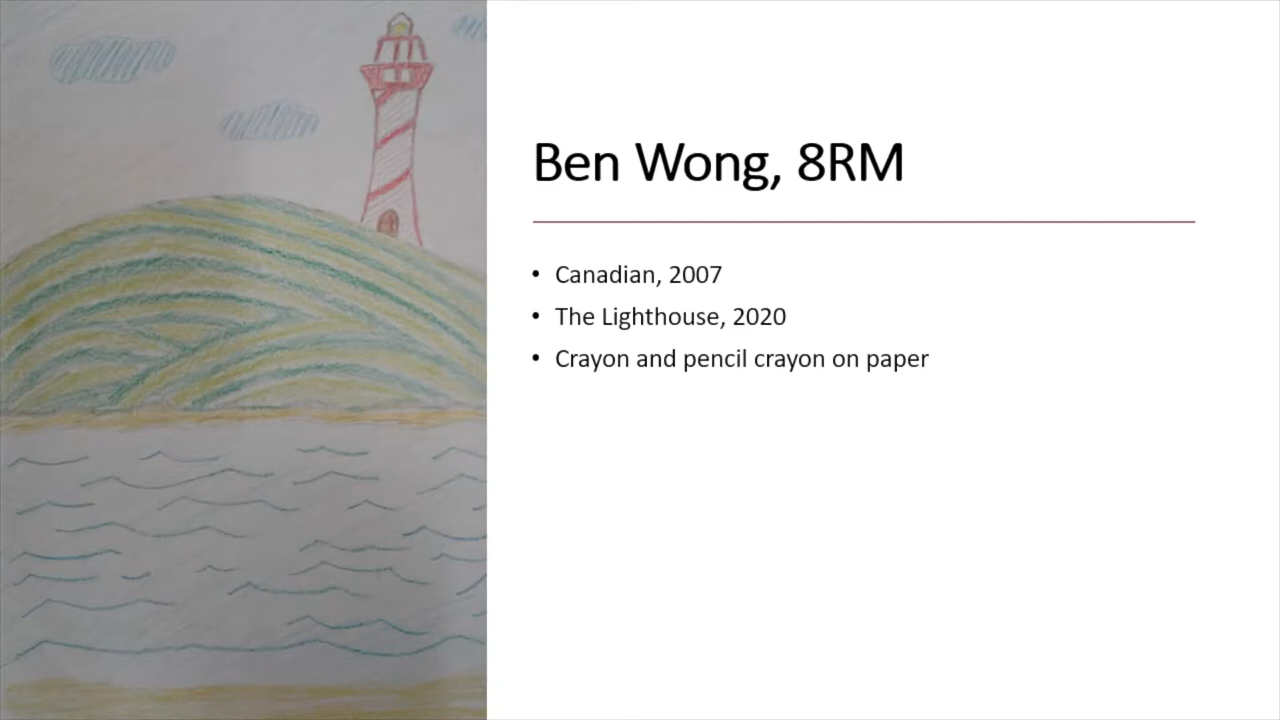 Ben Wong, 8RM
• Canadian, 2007
• The Lighthouse, 2020
• Crayon and pencil crayon on paper